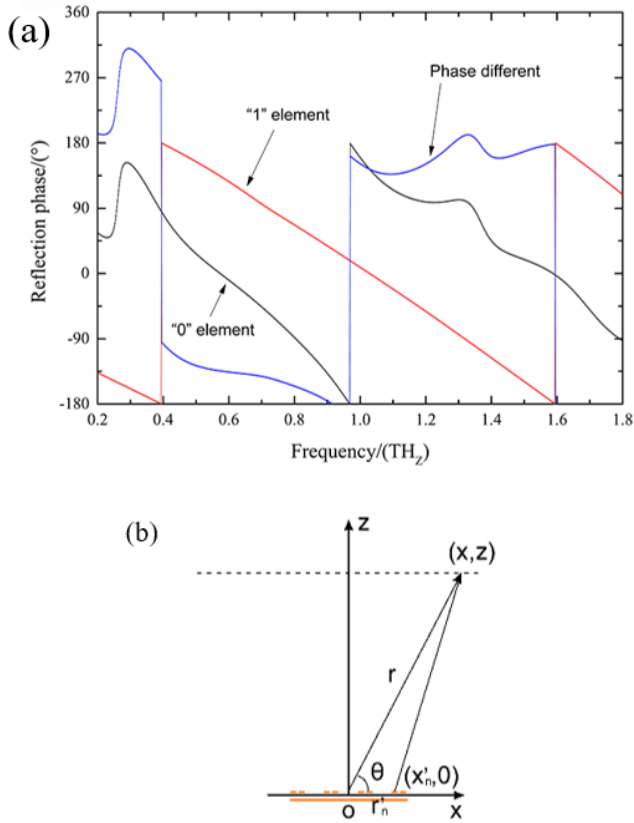 (a)
360
270
180
90
0
-90
-180
Reflection phase/(°)
"1" element
Phase different
"0" element
0.2 0.4 0.6 0.8 1.0 1.2 1.4 1.6 1.8
Frequency/(TH_Z)
(b)
z
(x,z)
r
θ
(x'ₙ,0)
o
r'ₙ
x